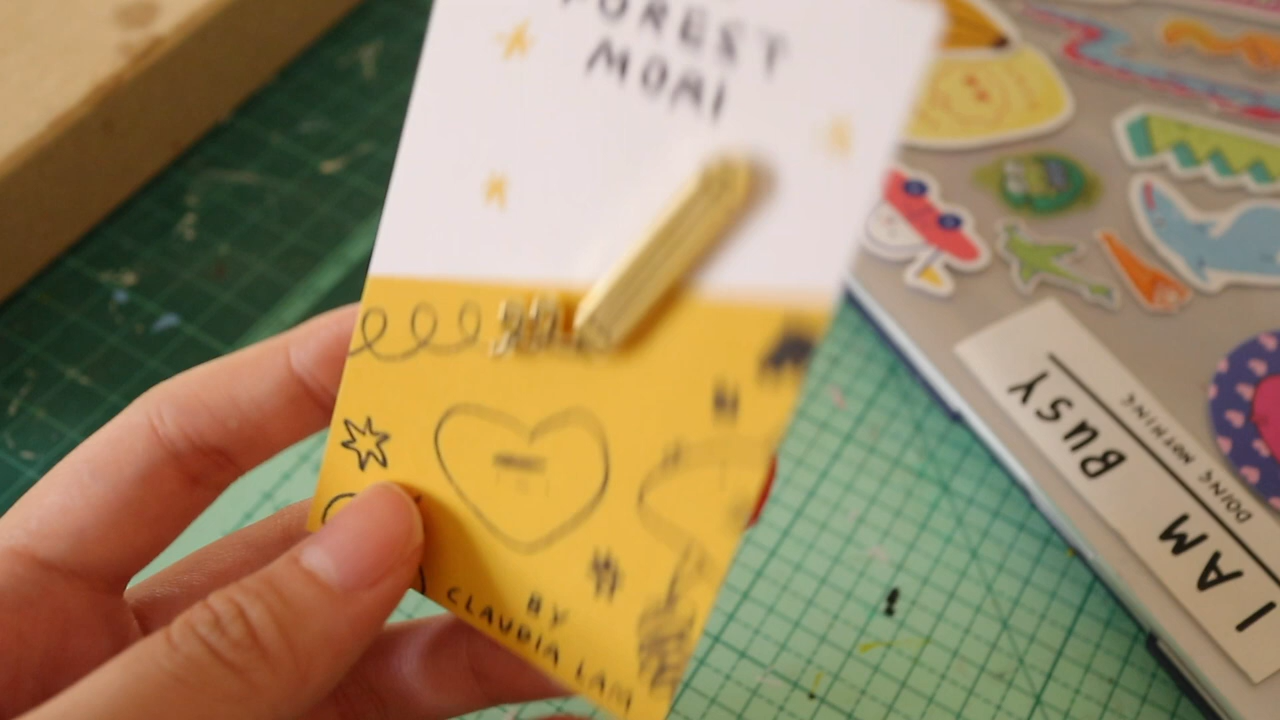 FOREST
MORI
BY
CLAUDIA LAM
I AM BUSY
DOING NOTHING